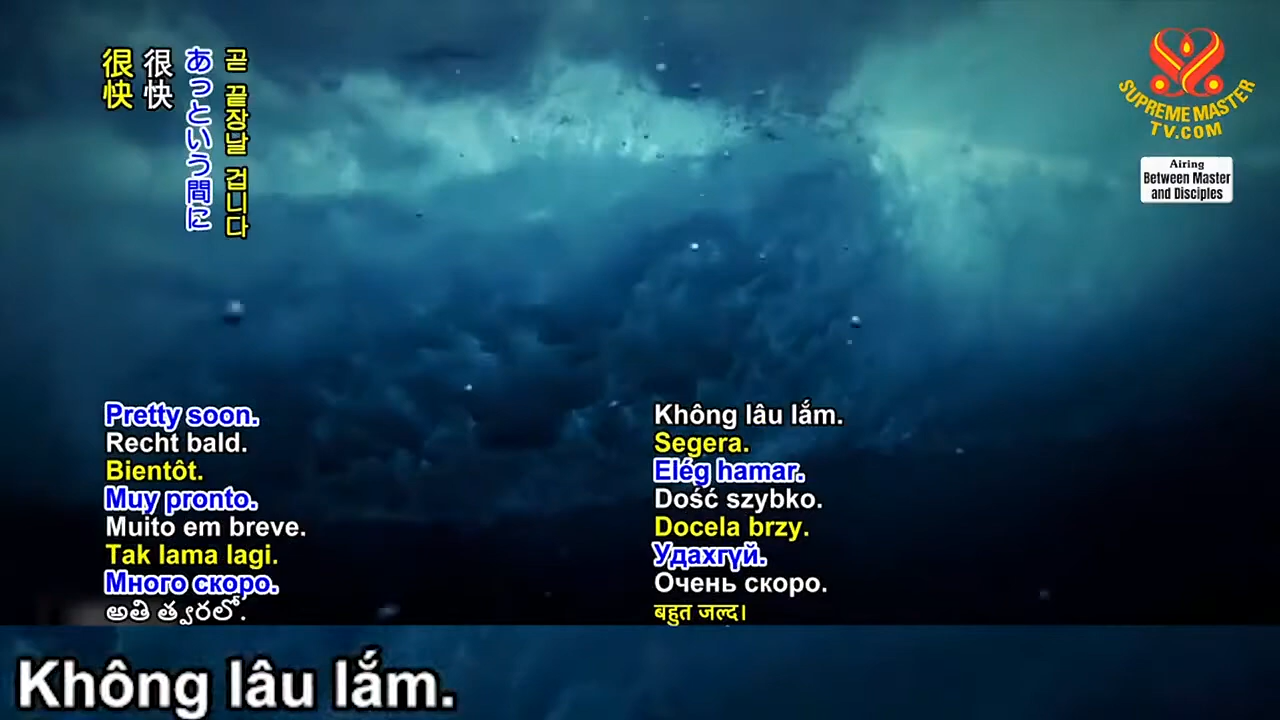 很快
很快
あっという間に
곧 끝장날 겁니다
SUPREME MASTER
TV.COM
Airing
Between Master
and Disciples
Pretty soon.
Recht bald.
Bientôt.
Muy pronto.
Muito em breve.
Tak lama lagi.
Много скоро.
అతి త్వరలో.
Không lâu lắm.
Segera.
Elég hamar.
Dość szybko.
Docela brzy.
Удахгүй.
Очень скоро.
बहुत जल्द।
Không lâu lắm.